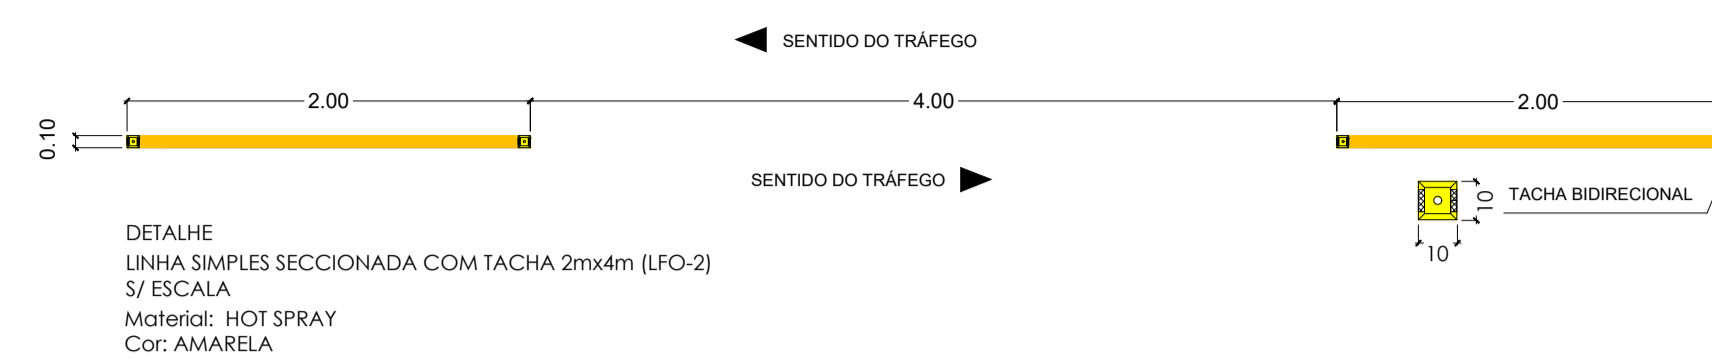 SENTIDO DO TRÁFEGO
2.00
4.00
2.00
0.10
SENTIDO DO TRÁFEGO
10
TACHA BIDIRECIONAL
10
DETALHE
LINHA SIMPLES SECCIONADA COM TACHA 2mx4m (LFO-2)
S/ ESCALA
Material: HOT SPRAY
Cor: AMARELA